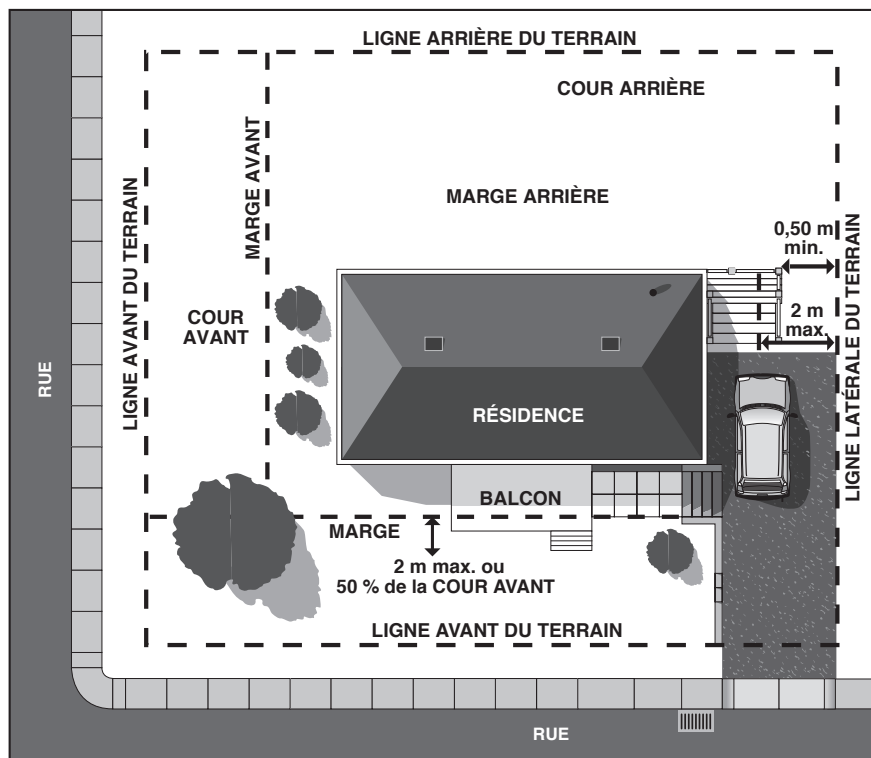 LIGNE ARRIÈRE DU TERRAIN
COUR ARRIÈRE
MARGE AVANT
MARGE ARRIÈRE
LIGNE AVANT DU TERRAIN
0,50 m
min.
COUR
AVANT
2 m
max.
LIGNE LATÉRALE DU TERRAIN
RUE
RÉSIDENCE
BALCON
MARGE
2 m max. ou
50 % de la COUR AVANT
LIGNE AVANT DU TERRAIN
RUE